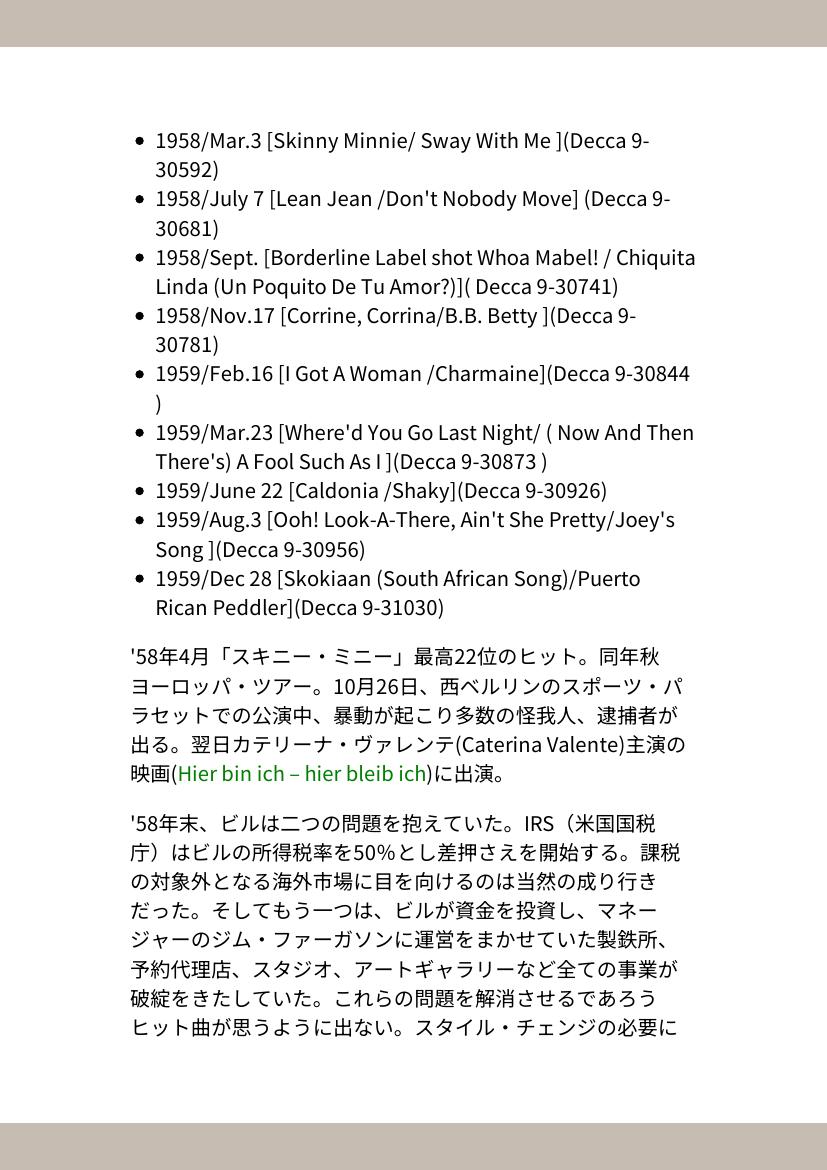 • 1958/Mar.3 [Skinny Minnie/ Sway With Me ](Decca 9-
30592)
• 1958/July 7 [Lean Jean /Don't Nobody Move] (Decca 9-
30681)
• 1958/Sept. [Borderline Label shot Whoa Mabel! / Chiquita
Linda (Un Poquito De Tu Amor?)]( Decca 9-30741)
• 1958/Nov.17 [Corrine, Corrina/B.B. Betty ](Decca 9-
30781)
• 1959/Feb.16 [I Got A Woman /Charmaine](Decca 9-30844
)
• 1959/Mar.23 [Where'd You Go Last Night/ ( Now And Then
There's) A Fool Such As I ](Decca 9-30873 )
• 1959/June 22 [Caldonia /Shaky](Decca 9-30926)
• 1959/Aug.3 [Ooh! Look-A-There, Ain't She Pretty/Joey's
Song ](Decca 9-30956)
• 1959/Dec 28 [Skokiaan (South African Song)/Puerto
Rican Peddler](Decca 9-31030)
'58年4月「スキニー・ミニー」最高22位のヒット。同年秋
ヨーロッパ・ツアー。10月26日、西ベルリンのスポーツ・パ
ラセットでの公演中、暴動が起こり多数の怪我人、逮捕者が
出る。翌日カテリーナ・ヴァレンテ(Caterina Valente)主演の
映画(Hier bin ich – hier bleib ich)に出演。
'58年末、ビルは二つの問題を抱えていた。IRS（米国国税
庁）はビルの所得税率を50%とし差押さえを開始する。課税
の対象外となる海外市場に目を向けるのは当然の成り行き
だった。そしてもう一つは、ビルが資金を投資し、マネー
ジャーのジム・ファーガソンに運営をまかせていた製鉄所、
予約代理店、スタジオ、アートギャラリーなど全ての事業が
破綻をきたしていた。これらの問題を解消させるであろう
ヒット曲が思うように出ない。スタイル・チェンジの必要に